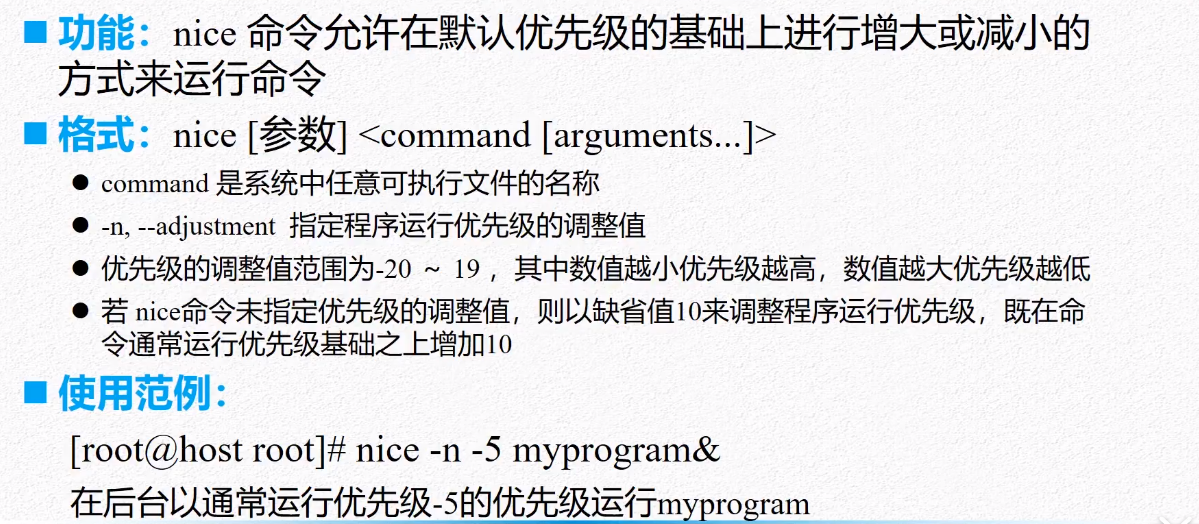 功能：nice 命令允许在默认优先级的基础上进行增大或减小的
方式来运行命令
格式：nice [参数] <command [arguments...]>
command 是系统中任意可执行文件的名称
-n, --adjustment 指定程序运行优先级的调整值
优先级的调整值范围为-20 ~ 19 ，其中数值越小优先级越高，数值越大优先级越低
若 nice命令未指定优先级的调整值，则以缺省值10来调整程序运行优先级，既在命
令通常运行优先级基础之上增加10
使用范例：
[root@host root]# nice -n -5 myprogram&
在后台以通常运行优先级-5的优先级运行myprogram